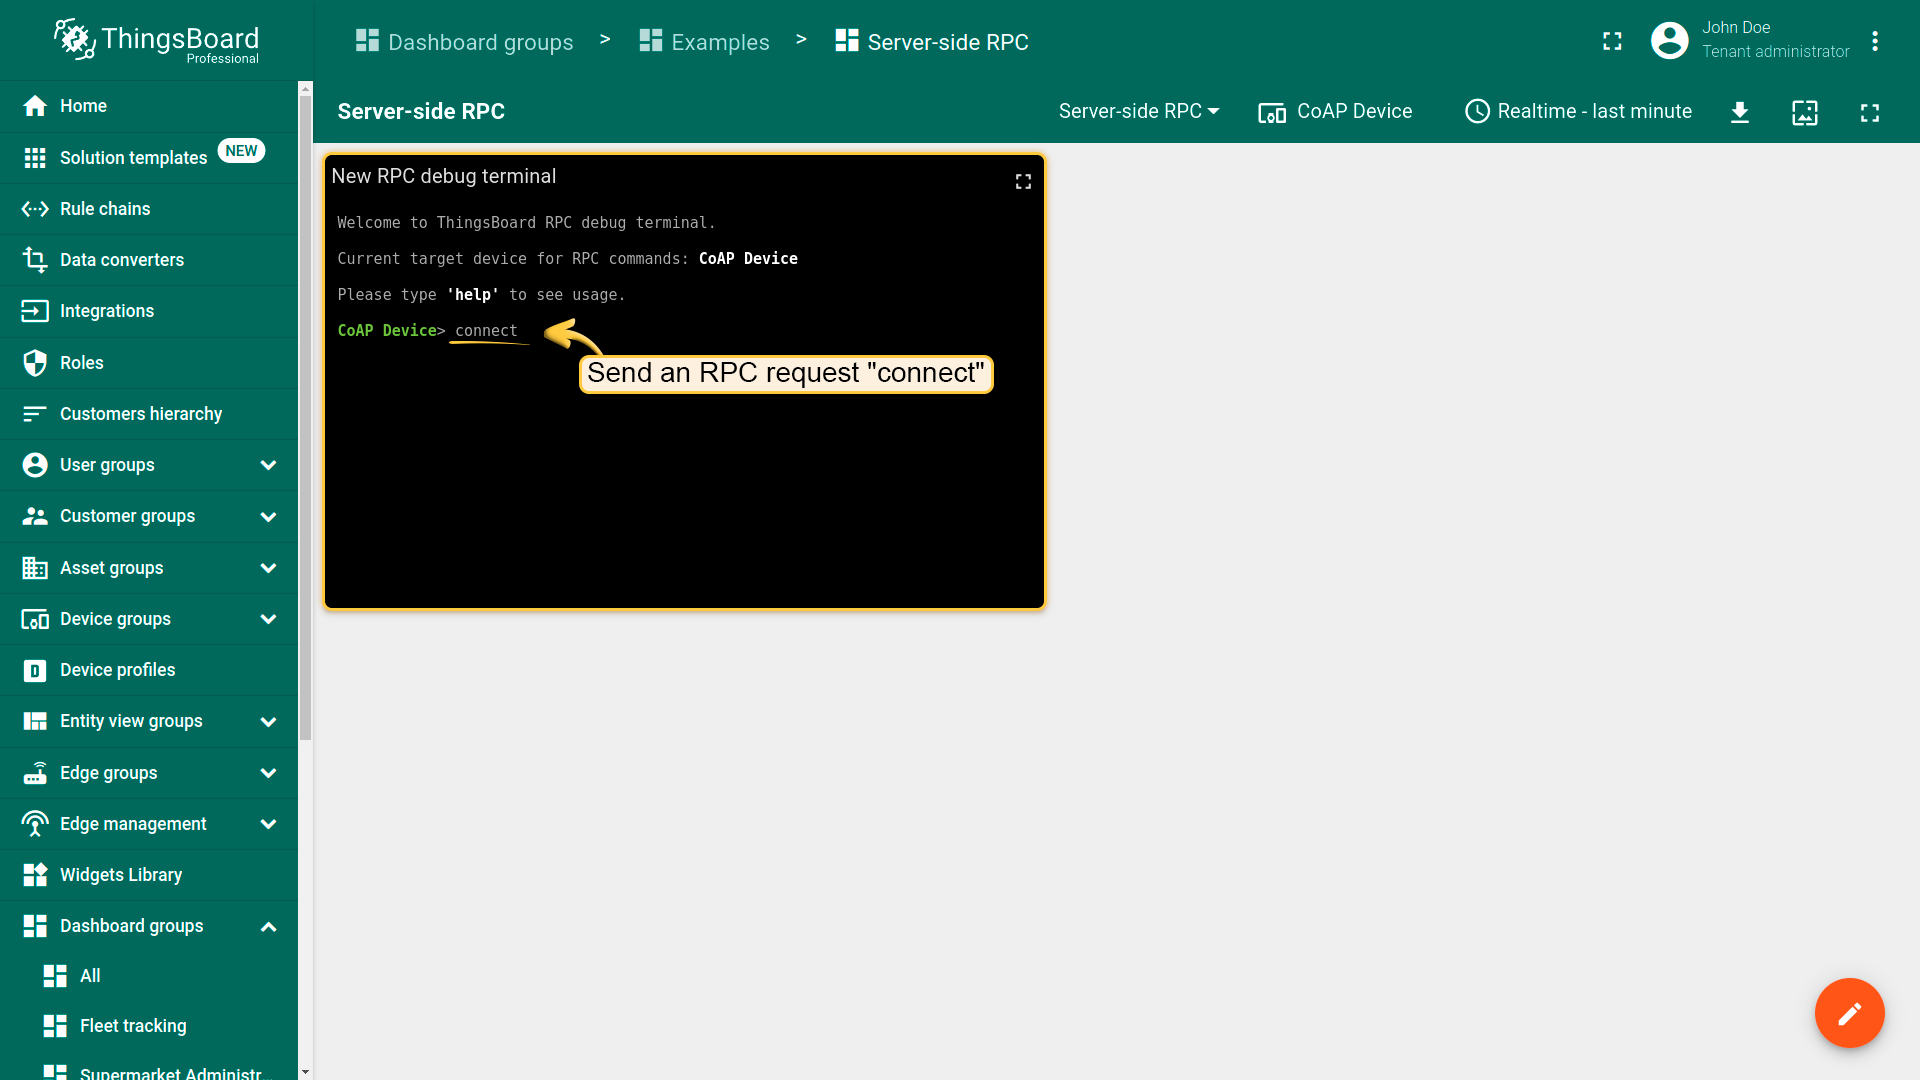 ThingsBoard
Professional
Dashboard groups > Examples > Server-side RPC
John Doe
Tenant administrator
Server-side RPC
Server-side RPC
CoAP Device
Realtime - last minute
Home
Solution templates NEW
Rule chains
Data converters
Integrations
Roles
Customers hierarchy
User groups
Customer groups
Asset groups
Device groups
Device profiles
Entity view groups
Edge groups
Edge management
Widgets Library
Dashboard groups
All
Fleet tracking
Supermarket Administr...
New RPC debug terminal
Welcome to ThingsBoard RPC debug terminal.
Current target device for RPC commands: CoAP Device
Please type 'help' to see usage.
CoAP Device> connect
Send an RPC request "connect"